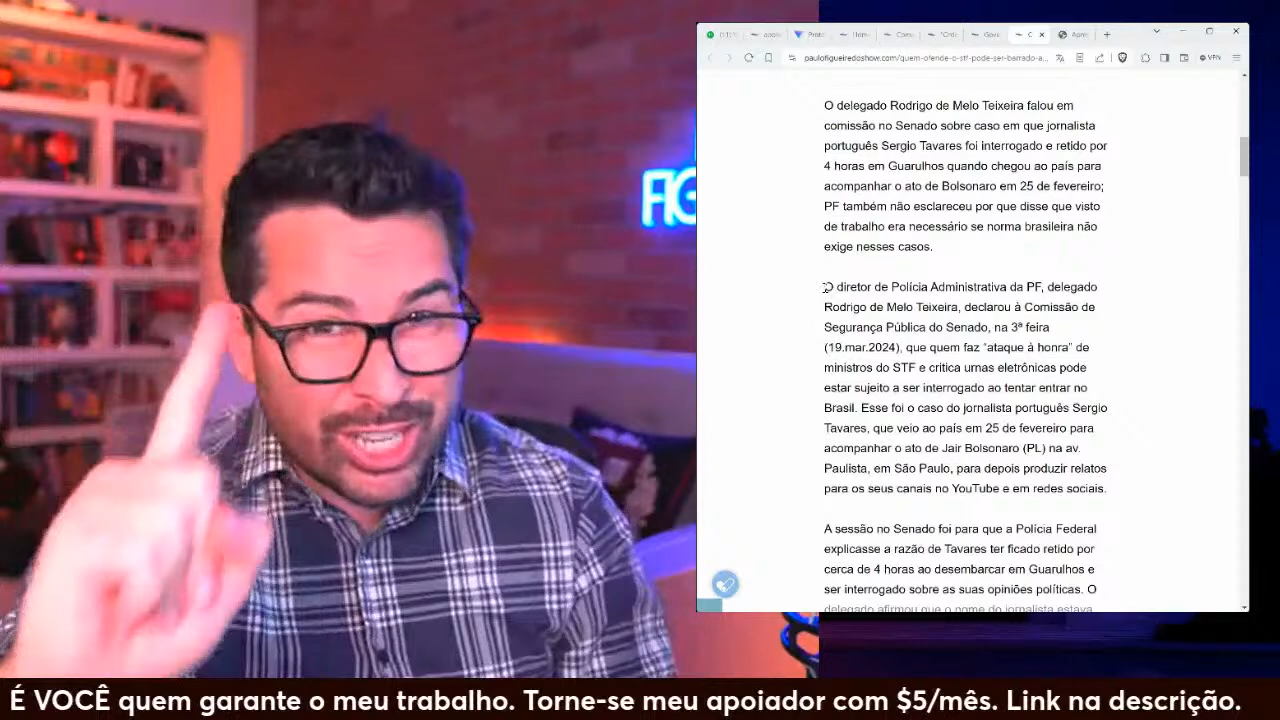 FIG
paulofigueiredoshow.com/quem-ofende-o-stf-pode-ser-barrado-a...
VPN
O delegado Rodrigo de Melo Teixeira falou em
comissão no Senado sobre caso em que jornalista
português Sergio Tavares foi interrogado e retido por
4 horas em Guarulhos quando chegou ao país para
acompanhar o ato de Bolsonaro em 25 de fevereiro;
PF também não esclareceu por que disse que visto
de trabalho era necessário se norma brasileira não
exige nesses casos.
O diretor de Polícia Administrativa da PF, delegado
Rodrigo de Melo Teixeira, declarou à Comissão de
Segurança Pública do Senado, na 3ª feira
(19.mar.2024), que quem faz “ataque à honra” de
ministros do STF e critica urnas eletrônicas pode
estar sujeito a ser interrogado ao tentar entrar no
Brasil. Esse foi o caso do jornalista português Sergio
Tavares, que veio ao país em 25 de fevereiro para
acompanhar o ato de Jair Bolsonaro (PL) na av.
Paulista, em São Paulo, para depois produzir relatos
para os seus canais no YouTube e em redes sociais.
A sessão no Senado foi para que a Polícia Federal
explicasse a razão de Tavares ter ficado retido por
cerca de 4 horas ao desembarcar em Guarulhos e
ser interrogado sobre as suas opiniões políticas. O
delegado afirmou que o nome do jornalista estava
É VOCÊ quem garante o meu trabalho. Torne-se meu apoiador com $5/mês. Link na descrição.